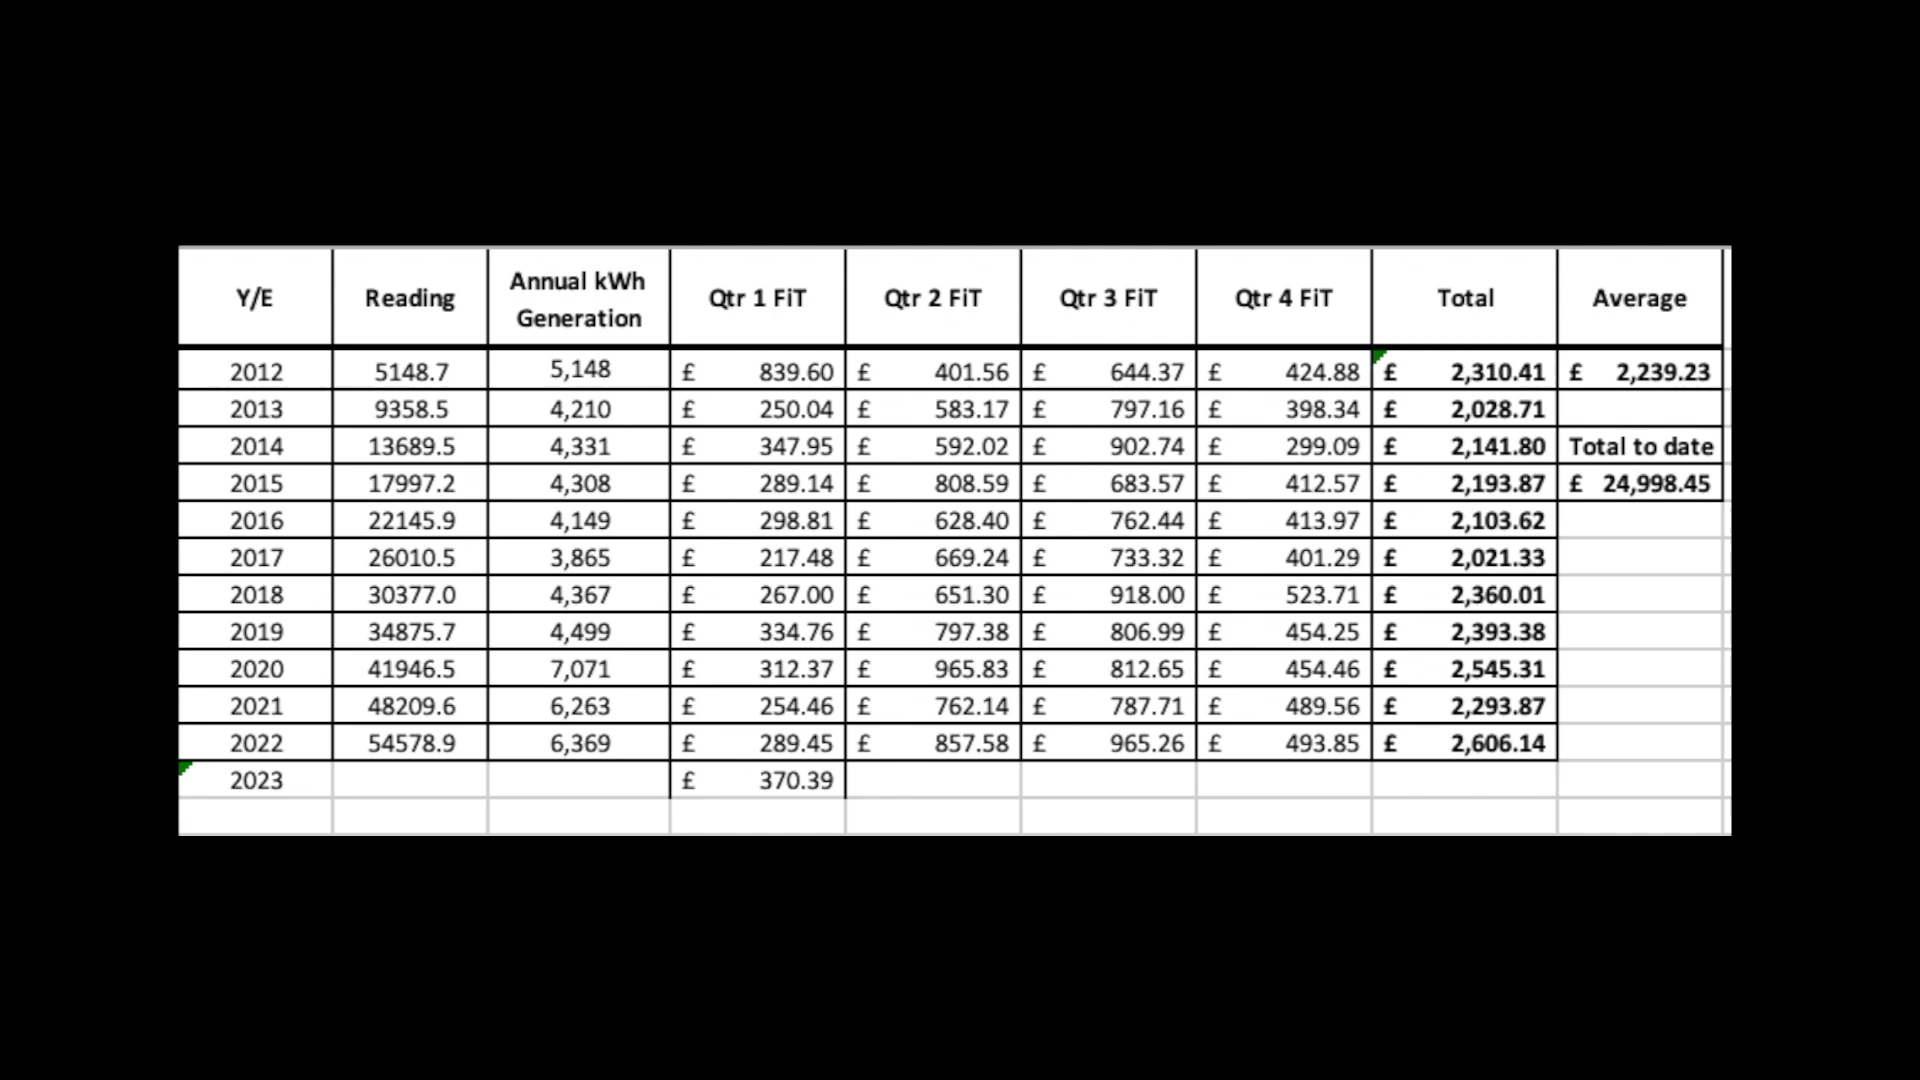 Y/E Reading Annual kWh Generation Qtr 1 FiT Qtr 2 FiT Qtr 3 FiT Qtr 4 FiT Total Average
2012 5148.7 5,148 £ 839.60 £ 401.56 £ 644.37 £ 424.88 £ 2,310.41 £ 2,239.23
2013 9358.5 4,210 £ 250.04 £ 583.17 £ 797.16 £ 398.34 £ 2,028.71
2014 13689.5 4,331 £ 347.95 £ 592.02 £ 902.74 £ 299.09 £ 2,141.80 Total to date
2015 17997.2 4,308 £ 289.14 £ 808.59 £ 683.57 £ 412.57 £ 2,193.87 £ 24,998.45
2016 22145.9 4,149 £ 298.81 £ 628.40 £ 762.44 £ 413.97 £ 2,103.62
2017 26010.5 3,865 £ 217.48 £ 669.24 £ 733.32 £ 401.29 £ 2,021.33
2018 30377.0 4,367 £ 267.00 £ 651.30 £ 918.00 £ 523.71 £ 2,360.01
2019 34875.7 4,499 £ 334.76 £ 797.38 £ 806.99 £ 454.25 £ 2,393.38
2020 41946.5 7,071 £ 312.37 £ 965.83 £ 812.65 £ 454.46 £ 2,545.31
2021 48209.6 6,263 £ 254.46 £ 762.14 £ 787.71 £ 489.56 £ 2,293.87
2022 54578.9 6,369 £ 289.45 £ 857.58 £ 965.26 £ 493.85 £ 2,606.14
2023 £ 370.39